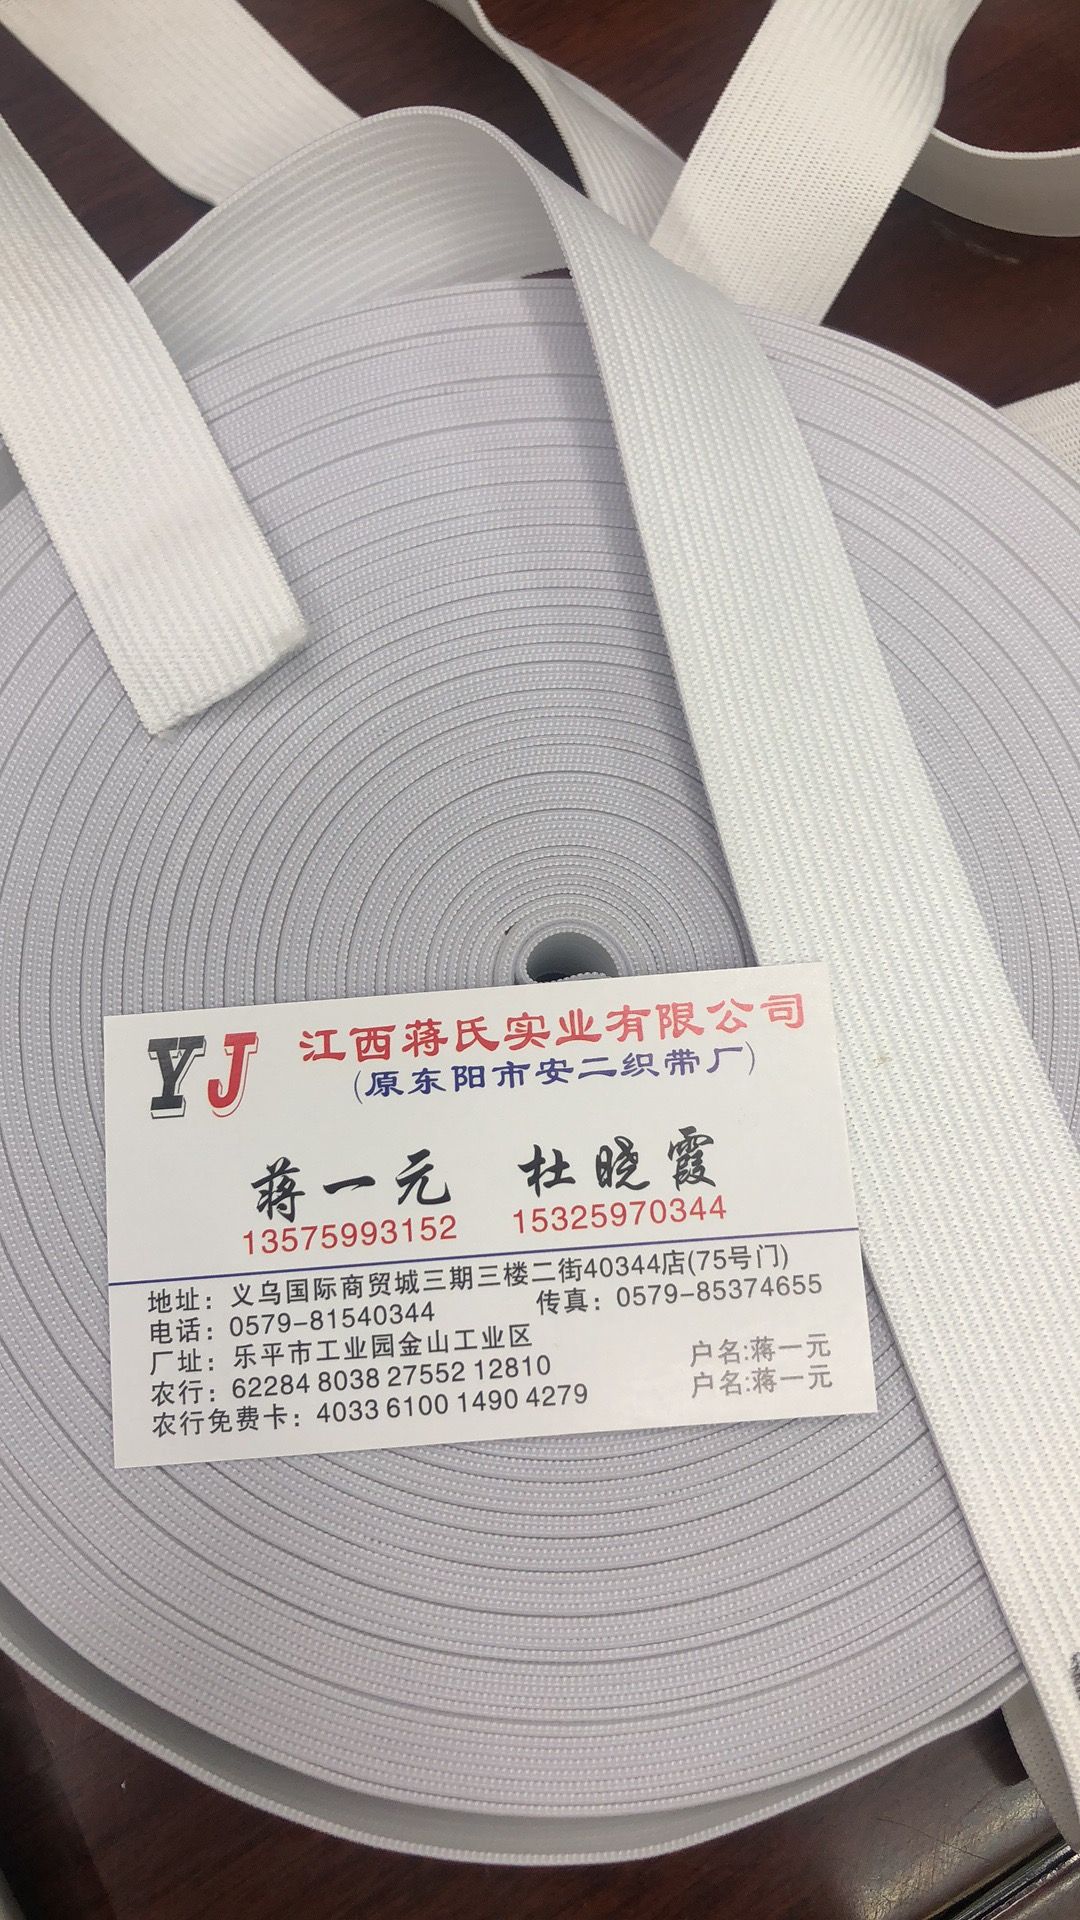 YJ 江西蒋氏实业有限公司
(原东阳市安二织带厂)
蒋一元 杜晓霞
13575993152 15325970344
地址：义乌国际商贸城三期三楼二街40344店(75号门)
电话：0579-81540344 传真：0579-85374655
厂址：乐平市工业园金山工业区
农行：62284 8038 27552 12810 户名:蒋一元
农行免费卡：4033 6100 1490 4279 户名:蒋一元